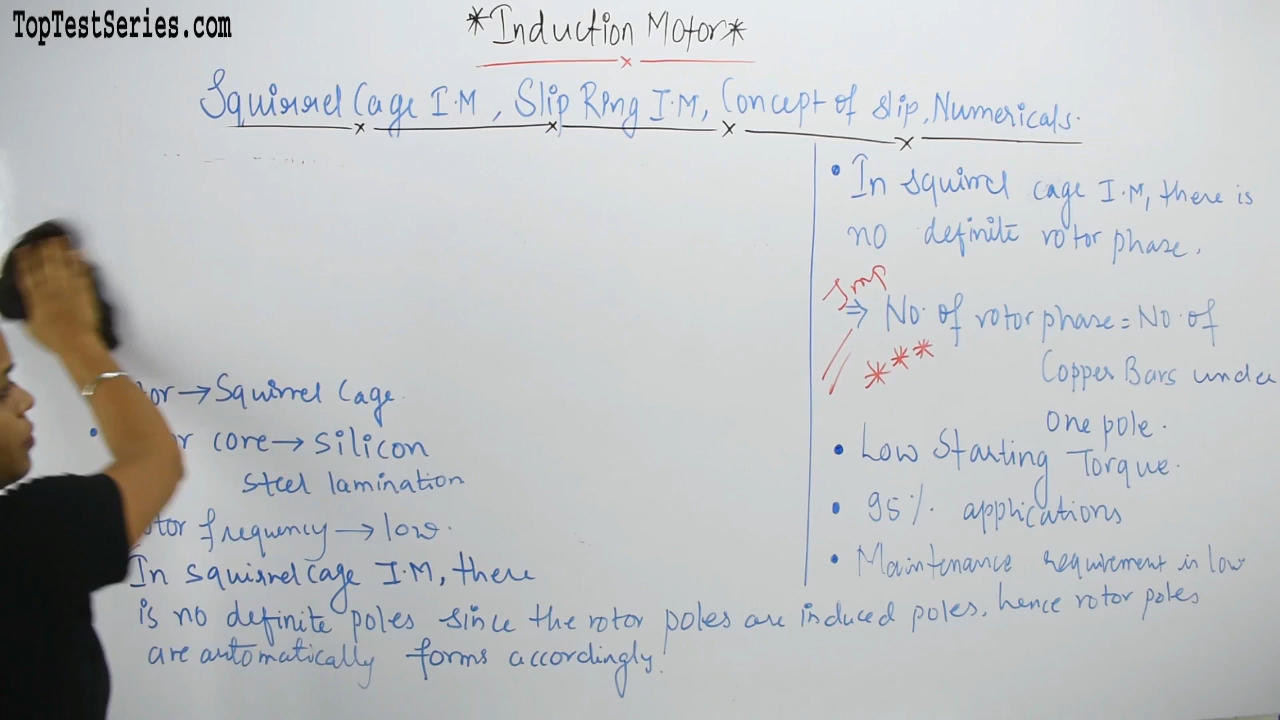 TopTestSeries.com
*Induction Motor*
Squirrel Cage I.M, Slip Ring I.M, Concept of slip, Numericals.
tor → Squirrel Cage
• r core → Silicon
steel lamination
tor frequency → low.
In squirrel cage I.M, there
is no definite poles since the rotor poles are induced poles. hence rotor poles
are automatically forms accordingly!
• In squirrel cage I.M, there is
no definite rotor phase.
Imp
⇒ No. of rotor phase = No. of
***
Copper Bars under
one pole.
• Low Starting Torque.
• 95% applications
• Maintenance requirement is low